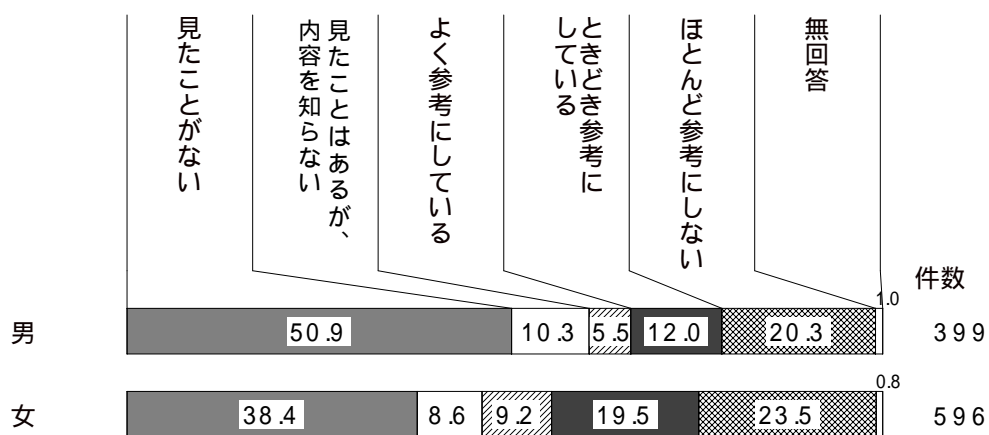 見たことがない
見たことはあるが、
内容を知らない
よく参考にしている
ときどき参考に
している
ほとんど参考にしない
無回答
件数
男
50.9
10.3
5.5
12.0
20.3
1.0
399
女
38.4
8.6
9.2
19.5
23.5
0.8
596